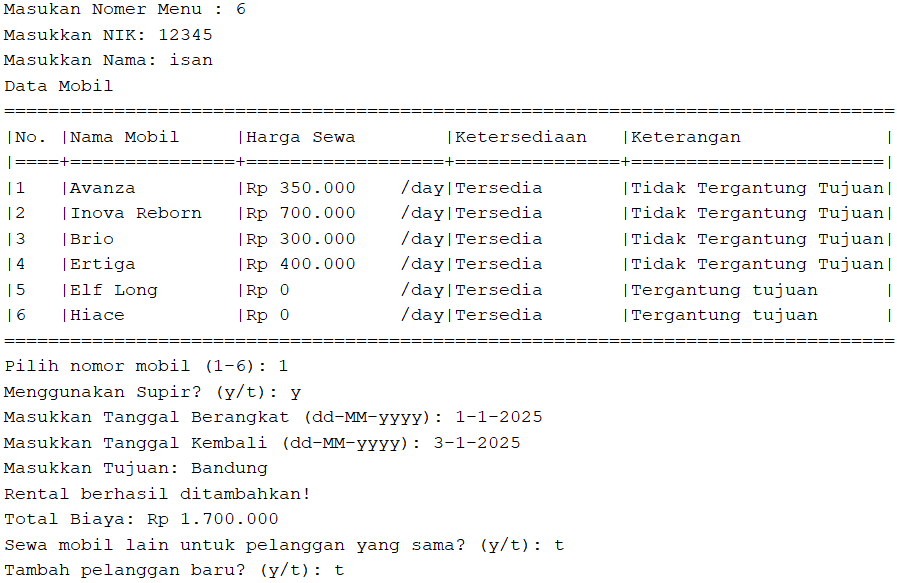 Masukan Nomer Menu : 6
Masukkan NIK: 12345
Masukkan Nama: isan
Data Mobil
=================================================================================
|No. |Nama Mobil     |Harga Sewa        |Ketersediaan   |Keterangan             |
|====+===============+==================+===============+=======================|
|1   |Avanza         |Rp 350.000    /day|Tersedia       |Tidak Tergantung Tujuan|
|2   |Inova Reborn   |Rp 700.000    /day|Tersedia       |Tidak Tergantung Tujuan|
|3   |Brio           |Rp 300.000    /day|Tersedia       |Tidak Tergantung Tujuan|
|4   |Ertiga         |Rp 400.000    /day|Tersedia       |Tidak Tergantung Tujuan|
|5   |Elf Long       |Rp 0          /day|Tersedia       |Tergantung tujuan      |
|6   |Hiace          |Rp 0          /day|Tersedia       |Tergantung tujuan      |
=================================================================================
Pilih nomor mobil (1-6): 1
Menggunakan Supir? (y/t): y
Masukkan Tanggal Berangkat (dd-MM-yyyy): 1-1-2025
Masukkan Tanggal Kembali (dd-MM-yyyy): 3-1-2025
Masukkan Tujuan: Bandung
Rental berhasil ditambahkan!
Total Biaya: Rp 1.700.000
Sewa mobil lain untuk pelanggan yang sama? (y/t): t
Tambah pelanggan baru? (y/t): t